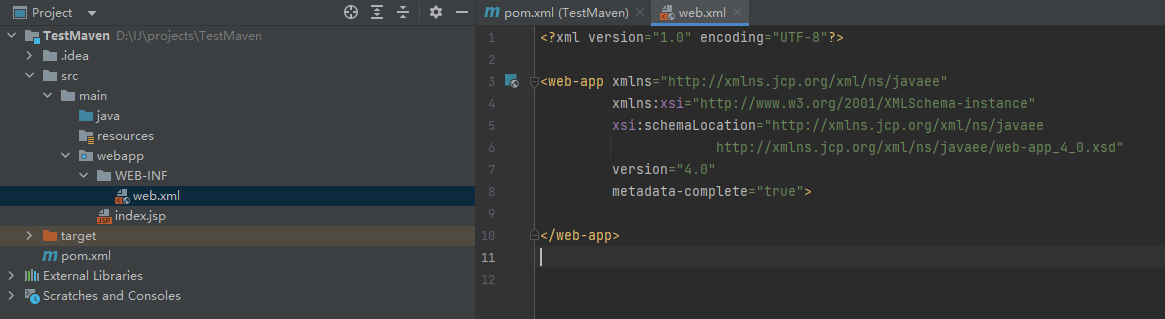 Project
TestMaven D:\IJ\projects\TestMaven
.idea
src
main
java
resources
webapp
WEB-INF
web.xml
JSP index.jsp
target
m pom.xml
External Libraries
Scratches and Consoles
m pom.xml (TestMaven) web.xml
1 <?xml version="1.0" encoding="UTF-8"?>
2
3 <web-app xmlns="http://xmlns.jcp.org/xml/ns/javaee"
4 xmlns:xsi="http://www.w3.org/2001/XMLSchema-instance"
5 xsi:schemaLocation="http://xmlns.jcp.org/xml/ns/javaee
6 http://xmlns.jcp.org/xml/ns/javaee/web-app_4_0.xsd"
7 version="4.0"
8 metadata-complete="true">
9
10 </web-app>
11
12